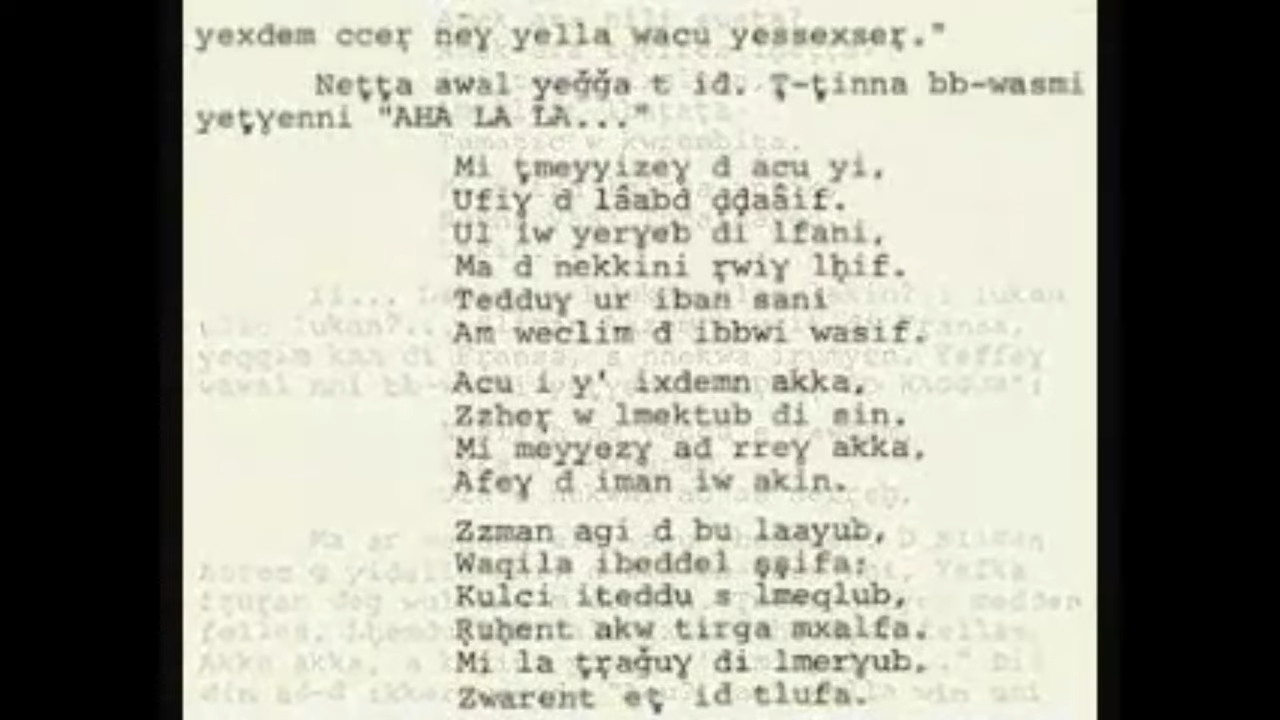 yexdem cceṛ neɣ yella wacu yessexseṛ."
Neṭṭa awal yeǧǧa t id. Ṭ-ṭinna bb-wasmi
yeṭɣenni "AHA LA LA..."
Mi ṭmeyyizeɣ d acu yi,
Ufiɣ d lâabd ḍḍaâif.
Ul iw yerɣeb di lfani,
Ma d nekkini ṛwiɣ lḥif.
Tedduɣ ur iban sani
Am weclim d ibbwi wasif.
Acu i y' ixdemn akka,
Zzheṛ w lmektub di sin.
Mi meyyezɣ ad rreɣ akka,
Afeɣ d iman iw akin.
Zzman agi d bu laayub,
Waqila ibeddel ṣṣifa;
Kulci iteddu s lmeqlub,
Ṛuḥent akw tirga mxalfa.
Mi la ṭṛaǧuɣ di lmerɣub,
Zwarent eṭ id tlufa.